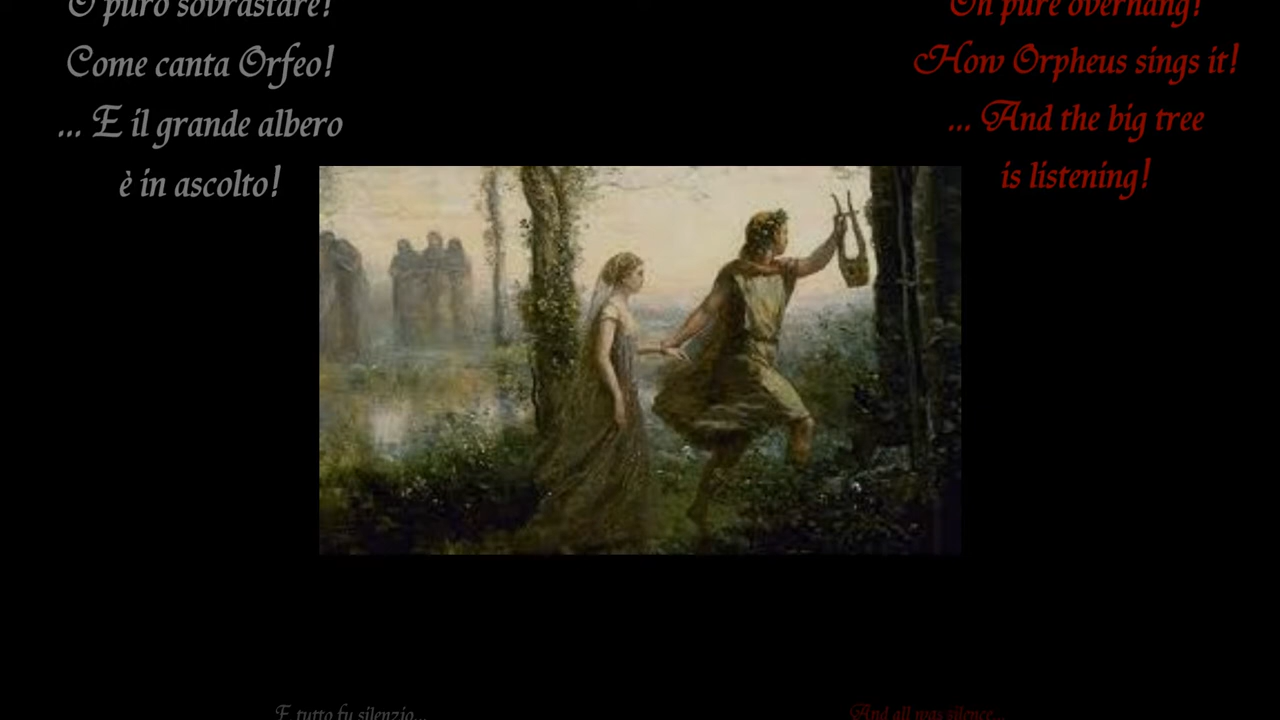 O puro sovrastare!
Come canta Orfeo!
... E il grande albero
è in ascolto!
Oh pure overhang!
How Orpheus sings it!
... And the big tree
is listening!
E tutto fu silenzio...
And all was silence...